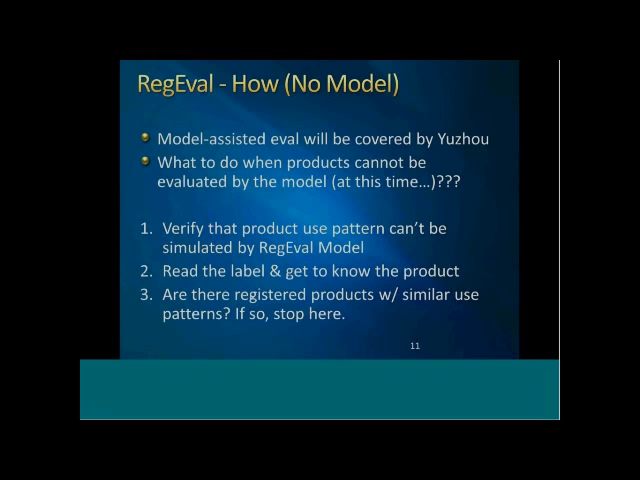 RegEval - How (No Model)
Model-assisted eval will be covered by Yuzhou
What to do when products cannot be
evaluated by the model (at this time...)???
1. Verify that product use pattern can't be
simulated by RegEval Model
2. Read the label & get to know the product
3. Are there registered products w/ similar use
patterns? If so, stop here.
11